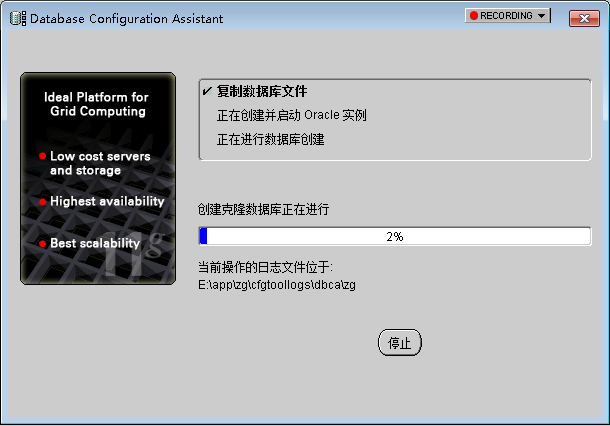 Database Configuration Assistant
RECORDING
Ideal Platform for
Grid Computing
Low cost servers
and storage
Highest availability
Best scalability
11g
复制数据库文件
正在创建并启动 Oracle 实例
正在进行数据库创建
创建克隆数据库正在进行
2%
当前操作的日志文件位于:
E:\app\zg\cfgtoollogs\dbca\zg
停止